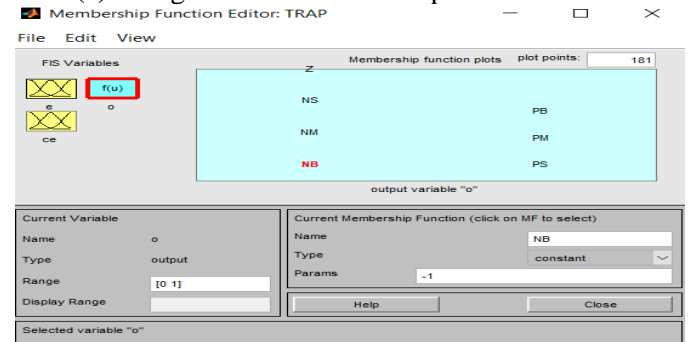 Membership Function Editor: TRAP
File Edit View
FIS Variables
Membership function plots plot points: 181
f(u)
e o
ce
Z
NS
PB
NM
PM
NB
PS
output variable "o"
Current Variable
Current Membership Function (click on MF to select)
Name o
Name NB
Type output
Type constant
Params -1
Range [0 1]
Display Range
Help Close
Selected variable "o"